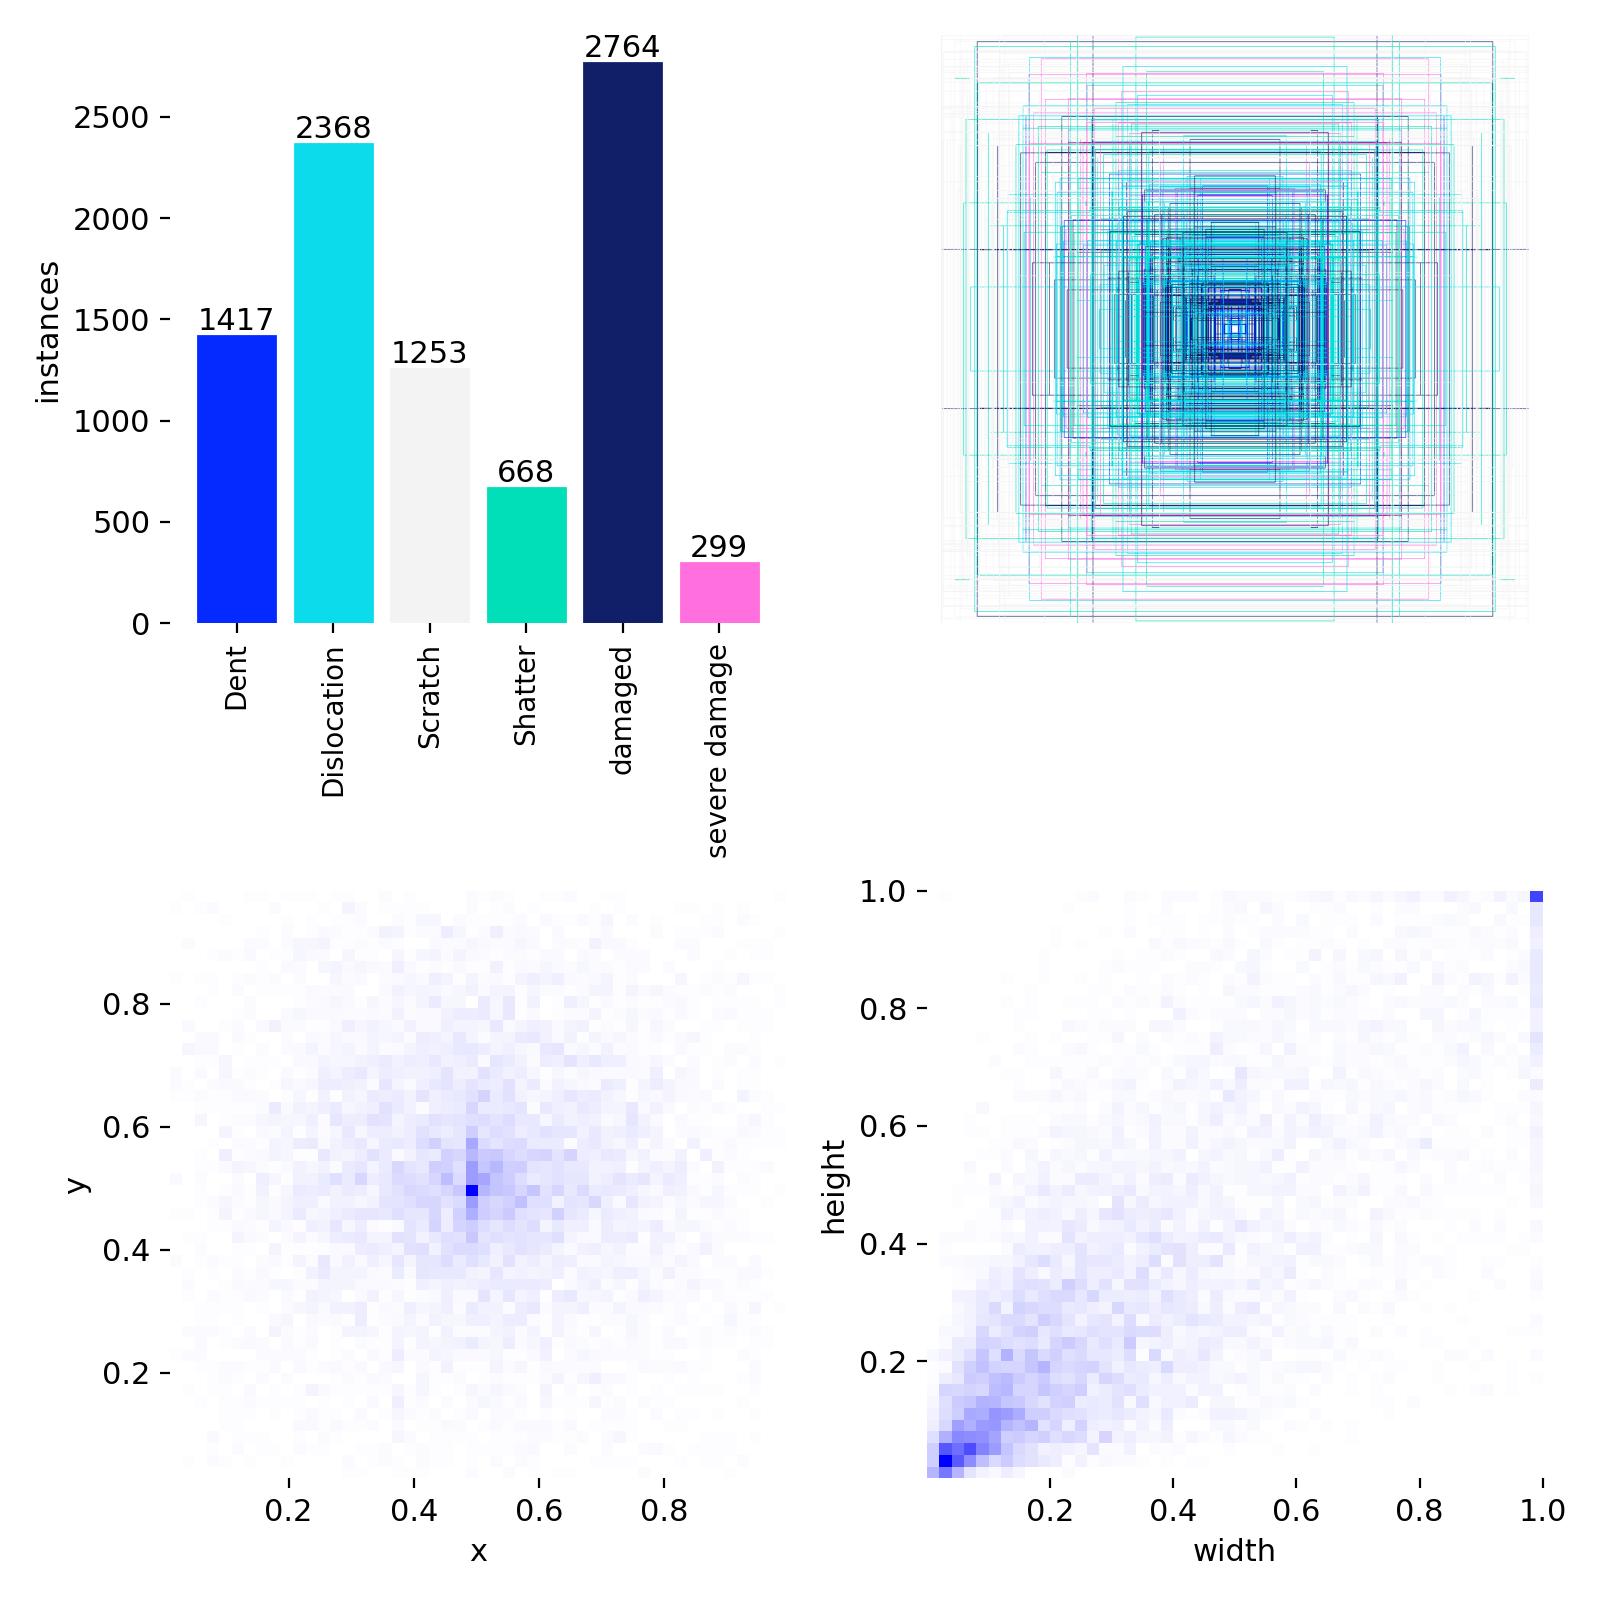 2764
2500
2368
2000
instances
1500
1417
1253
1000
668
500
299
0
Dent
Dislocation
Scratch
Shatter
damaged
severe damage
0.8
0.6
y
0.4
0.2
0.2 0.4 0.6 0.8
x
1.0
0.8
0.6
height
0.4
0.2
0.2 0.4 0.6 0.8 1.0
width